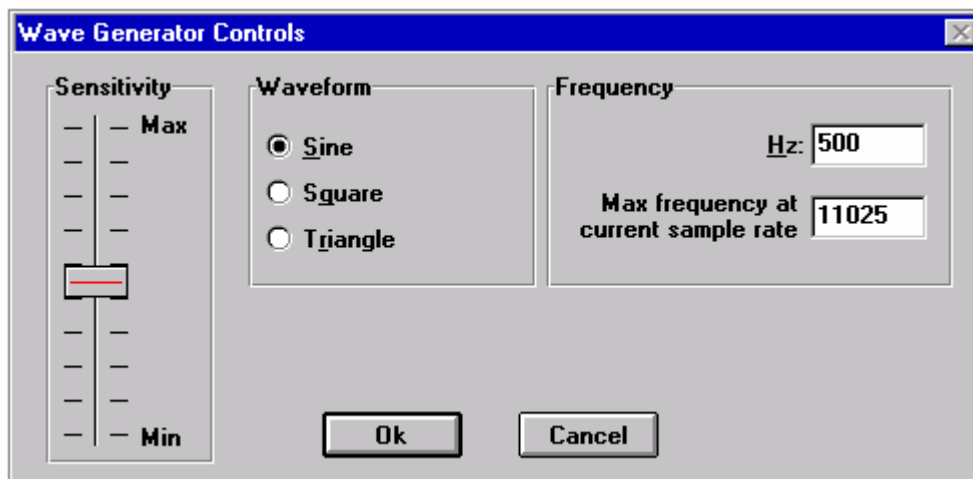 Wave Generator Controls
Sensitivity
Max
Min
Waveform
Sine
Square
Triangle
Frequency
Hz: 500
Max frequency at
current sample rate
11025
Ok
Cancel